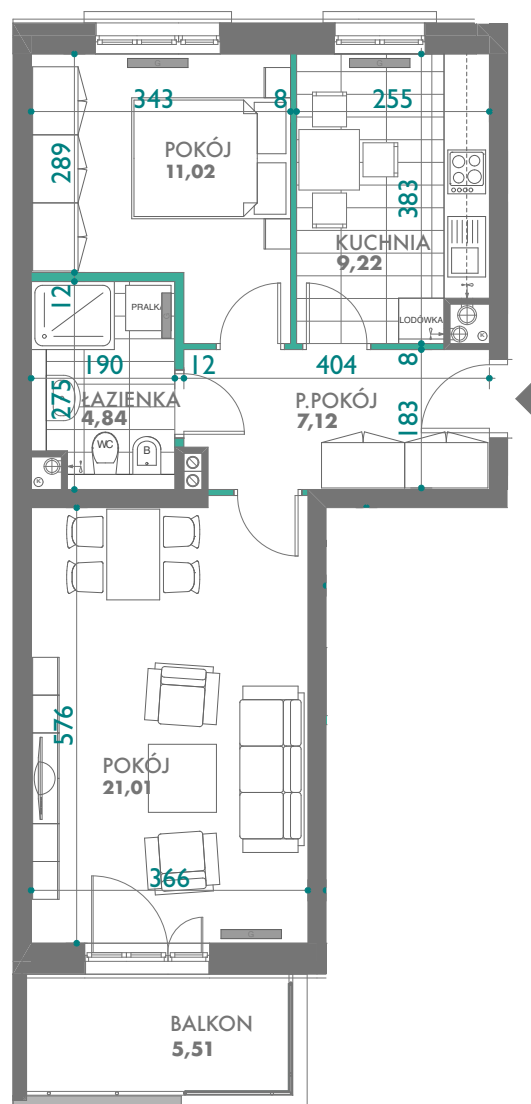 G
G
343
8
255
289
POKÓJ
11,02
383
KUCHNIA
9,22
12
PRALKA
G
LODÓWKA
K
190
12
404
8
275
ŁAZIENKA
4,84
P.POKÓJ
7,12
183
WC
B
K
576
POKÓJ
21,01
366
G
BALKON
5,51